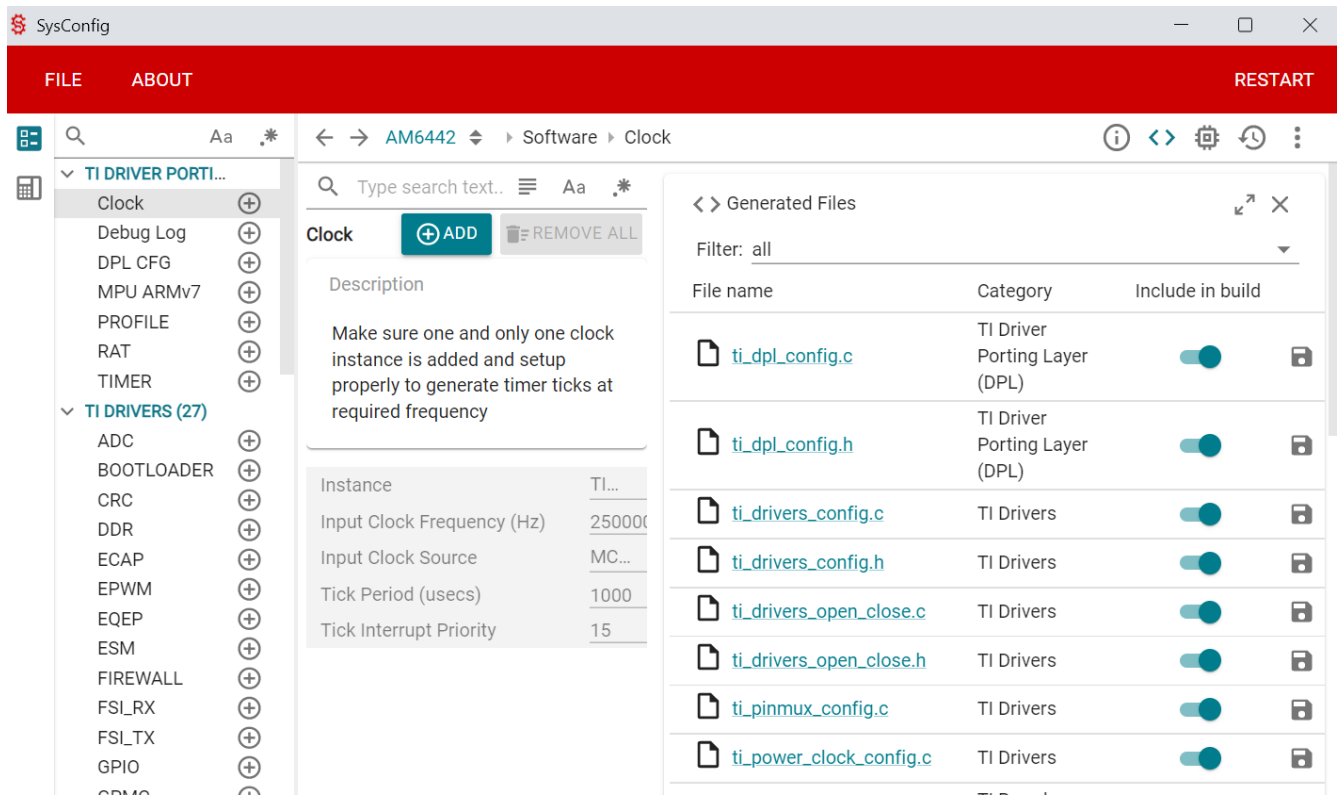 SysConfig
FILE ABOUT RESTART
Aa .*
AM6442 Software Clock
TI DRIVER PORTI...
Clock
Debug Log
DPL CFG
MPU ARMv7
PROFILE
RAT
TIMER
TI DRIVERS (27)
ADC
BOOTLOADER
CRC
DDR
ECAP
EPWM
EQEP
ESM
FIREWALL
FSI_RX
FSI_TX
GPIO
Type search text.. Aa .*
Clock ADD REMOVE ALL
Description
Make sure one and only one clock
instance is added and setup
properly to generate timer ticks at
required frequency
Instance TI...
Input Clock Frequency (Hz) 250000
Input Clock Source MC...
Tick Period (usecs) 1000
Tick Interrupt Priority 15
<> Generated Files
Filter: all
File name Category Include in build
ti_dpl_config.c TI Driver
Porting Layer
(DPL)
ti_dpl_config.h TI Driver
Porting Layer
(DPL)
ti_drivers_config.c TI Drivers
ti_drivers_config.h TI Drivers
ti_drivers_open_close.c TI Drivers
ti_drivers_open_close.h TI Drivers
ti_pinmux_config.c TI Drivers
ti_power_clock_config.c TI Drivers